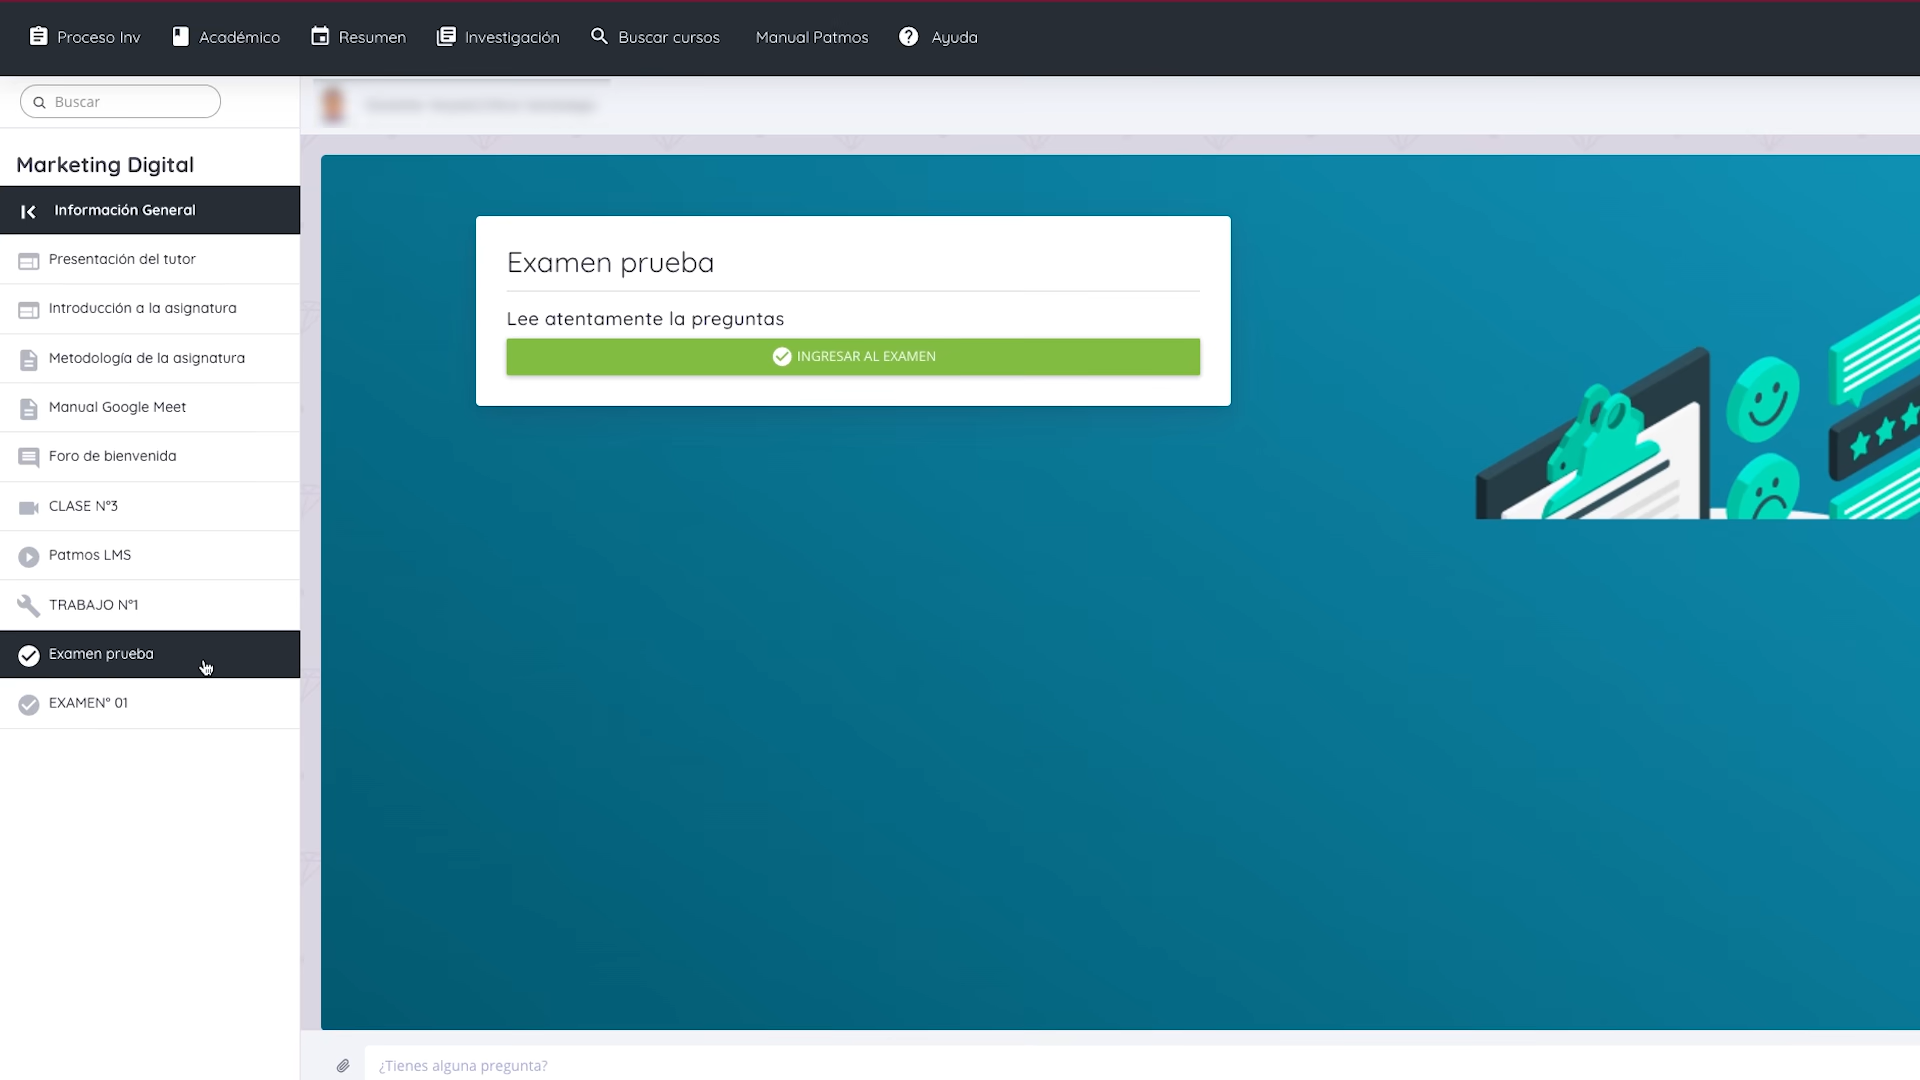 Proceso Inv
Académico
Resumen
Investigación
Buscar cursos
Manual Patmos
Ayuda
Buscar
Marketing Digital
Información General
Presentación del tutor
Introducción a la asignatura
Metodología de la asignatura
Manual Google Meet
Foro de bienvenida
CLASE N°3
Patmos LMS
TRABAJO N°1
Examen prueba
EXAMEN° 01
Examen prueba
Lee atentamente la preguntas
INGRESAR AL EXAMEN
¿Tienes alguna pregunta?